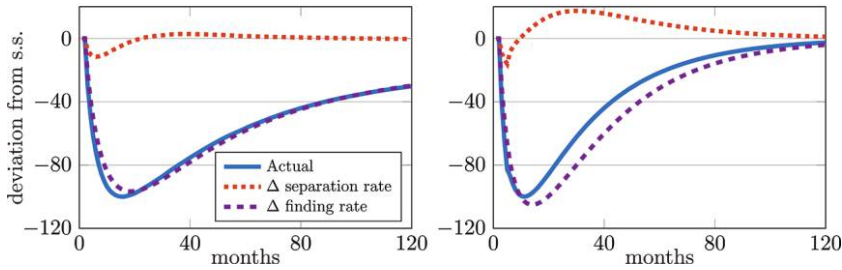 deviation from s.s.
0
−40
−80
−120
0 40 80 120
months
Actual
Δ separation rate
Δ finding rate
0
−40
−80
−120
0 40 80 120
months